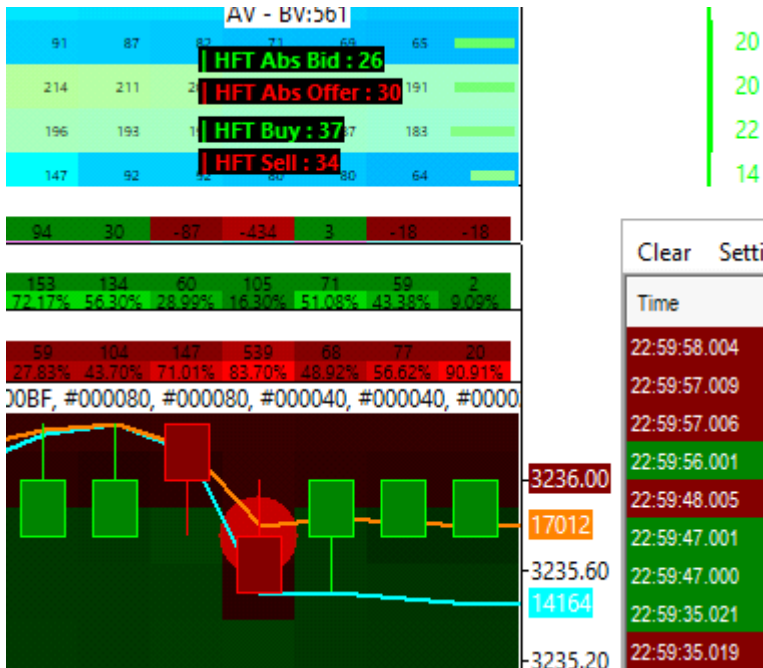 AV - BV:561
91 87 82 71 69 65
HFT Abs Bid : 26
214 211 HFT Abs Offer : 30 191
196 193 HFT Buy : 37 183
HFT Sell : 34
147 92 92 80 80 64
20
20
22
14
94 30 -87 -434 3 -18 -18
153 134 60 105 71 59 2
72.17% 56.30% 28.99% 16.30% 51.08% 43.38% 9.09%
59 104 147 539 68 77 20
27.83% 43.70% 71.01% 83.70% 48.92% 56.62% 90.91%
00BF, #000080, #000080, #000040, #000040, #0000
3236.00
17012
3235.60
14164
3235.20
Clear Setti
Time
22:59:58.004
22:59:57.009
22:59:57.006
22:59:56.001
22:59:48.005
22:59:47.001
22:59:47.000
22:59:35.021
22:59:35.019